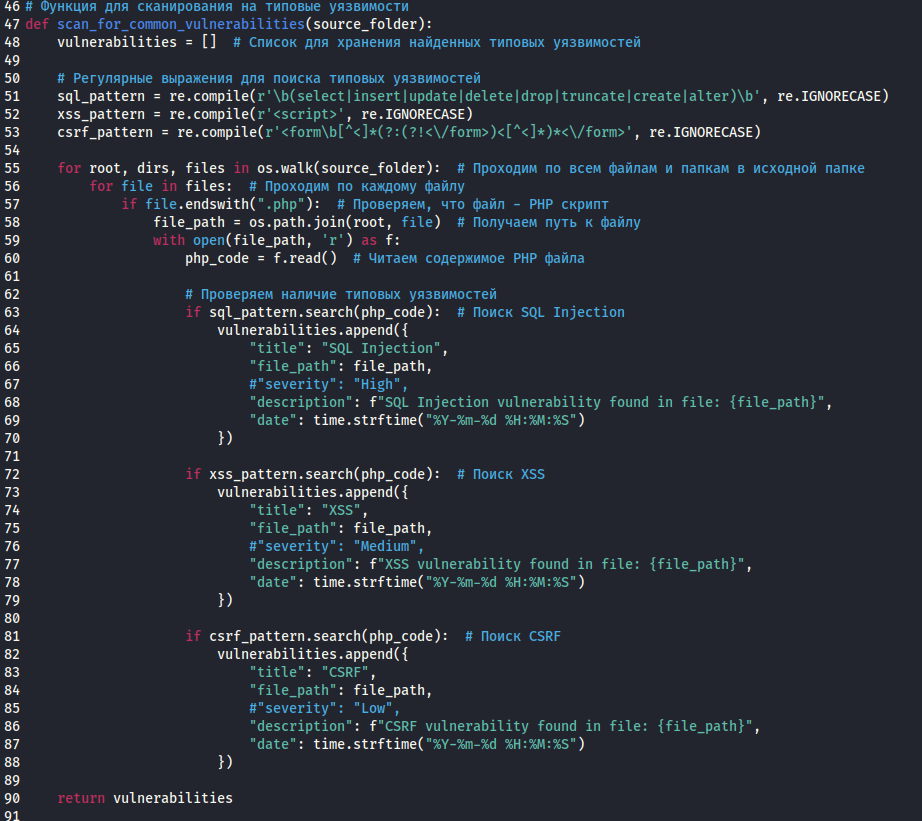 46 # Функция для сканирования на типовые уязвимости
47 def scan_for_common_vulnerabilities(source_folder):
48     vulnerabilities = []  # Список для хранения найденных типовых уязвимостей
49
50     # Регулярные выражения для поиска типовых уязвимостей
51     sql_pattern = re.compile(r'\b(select|insert|update|delete|drop|truncate|create|alter)\b', re.IGNORECASE)
52     xss_pattern = re.compile(r'<script>', re.IGNORECASE)
53     csrf_pattern = re.compile(r'<form\b[^<]*(?:(?!<\/form>)<[^<]*)*<\/form>', re.IGNORECASE)
54
55     for root, dirs, files in os.walk(source_folder):  # Проходим по всем файлам и папкам в исходной папке
56         for file in files:  # Проходим по каждому файлу
57             if file.endswith(".php"):  # Проверяем, что файл - PHP скрипт
58                 file_path = os.path.join(root, file)  # Получаем путь к файлу
59                 with open(file_path, 'r') as f:
60                     php_code = f.read()  # Читаем содержимое PHP файла
61
62                     # Проверяем наличие типовых уязвимостей
63                     if sql_pattern.search(php_code):  # Поиск SQL Injection
64                         vulnerabilities.append({
65                             "title": "SQL Injection",
66                             "file_path": file_path,
67                             #"severity": "High",
68                             "description": f"SQL Injection vulnerability found in file: {file_path}",
69                             "date": time.strftime("%Y-%m-%d %H:%M:%S")
70                         })
71
72                     if xss_pattern.search(php_code):  # Поиск XSS
73                         vulnerabilities.append({
74                             "title": "XSS",
75                             "file_path": file_path,
76                             #"severity": "Medium",
77                             "description": f"XSS vulnerability found in file: {file_path}",
78                             "date": time.strftime("%Y-%m-%d %H:%M:%S")
79                         })
80
81                     if csrf_pattern.search(php_code):  # Поиск CSRF
82                         vulnerabilities.append({
83                             "title": "CSRF",
84                             "file_path": file_path,
85                             #"severity": "Low",
86                             "description": f"CSRF vulnerability found in file: {file_path}",
87                             "date": time.strftime("%Y-%m-%d %H:%M:%S")
88                         })
89
90     return vulnerabilities
91